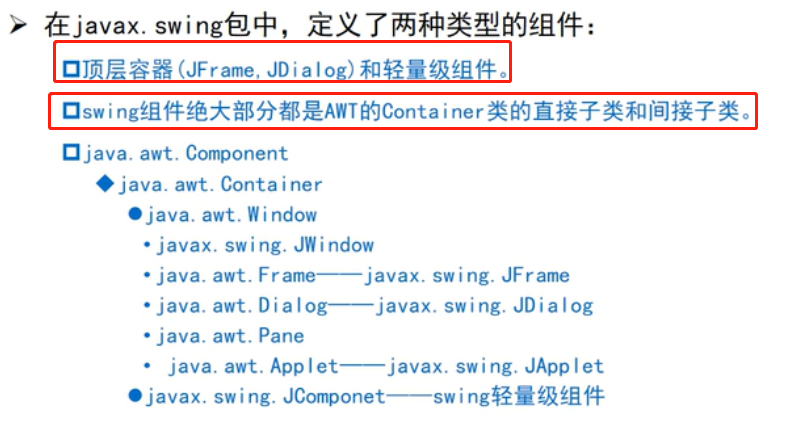 ➢ 在javax.swing包中，定义了两种类型的组件：
顶层容器(JFrame,JDialog)和轻量级组件。
swing组件绝大部分都是AWT的Container类的直接子类和间接子类。
java.awt.Component
◆java.awt.Container
●java.awt.Window
•javax.swing.JWindow
•java.awt.Frame——javax.swing.JFrame
•java.awt.Dialog——javax.swing.JDialog
•java.awt.Pane
• java.awt.Applet——javax.swing.JApplet
●javax.swing.JComponet——swing轻量级组件